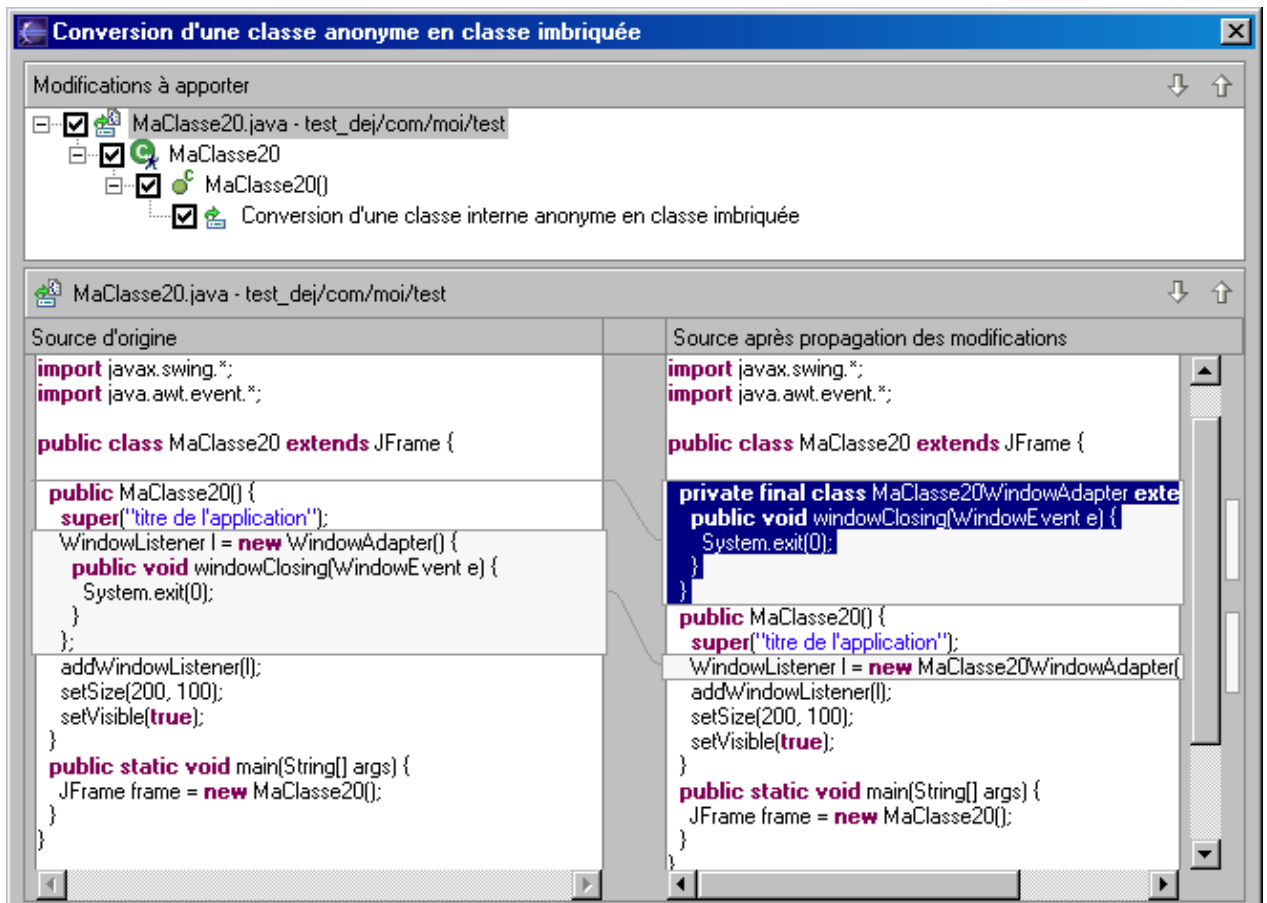 Conversion d'une classe anonyme en classe imbriquée
Modifications à apporter
MaClasse20.java - test_dej/com/moi/test
MaClasse20
MaClasse20()
Conversion d'une classe interne anonyme en classe imbriquée
MaClasse20.java - test_dej/com/moi/test
Source d'origine
import javax.swing.*;
import java.awt.event.*;
public class MaClasse20 extends JFrame {
public MaClasse20() {
super("titre de l'application");
WindowListener l = new WindowAdapter() {
public void windowClosing(WindowEvent e) {
System.exit(0);
}
};
addWindowListener(l);
setSize(200, 100);
setVisible(true);
}
public static void main(String[] args) {
JFrame frame = new MaClasse20();
}
}
Source après propagation des modifications
import javax.swing.*;
import java.awt.event.*;
public class MaClasse20 extends JFrame {
private final class MaClasse20WindowAdapter exte
public void windowClosing(WindowEvent e) {
System.exit(0);
}
}
public MaClasse20() {
super("titre de l'application");
WindowListener l = new MaClasse20WindowAdapter(
addWindowListener(l);
setSize(200, 100);
setVisible(true);
}
public static void main(String[] args) {
JFrame frame = new MaClasse20();
}
}